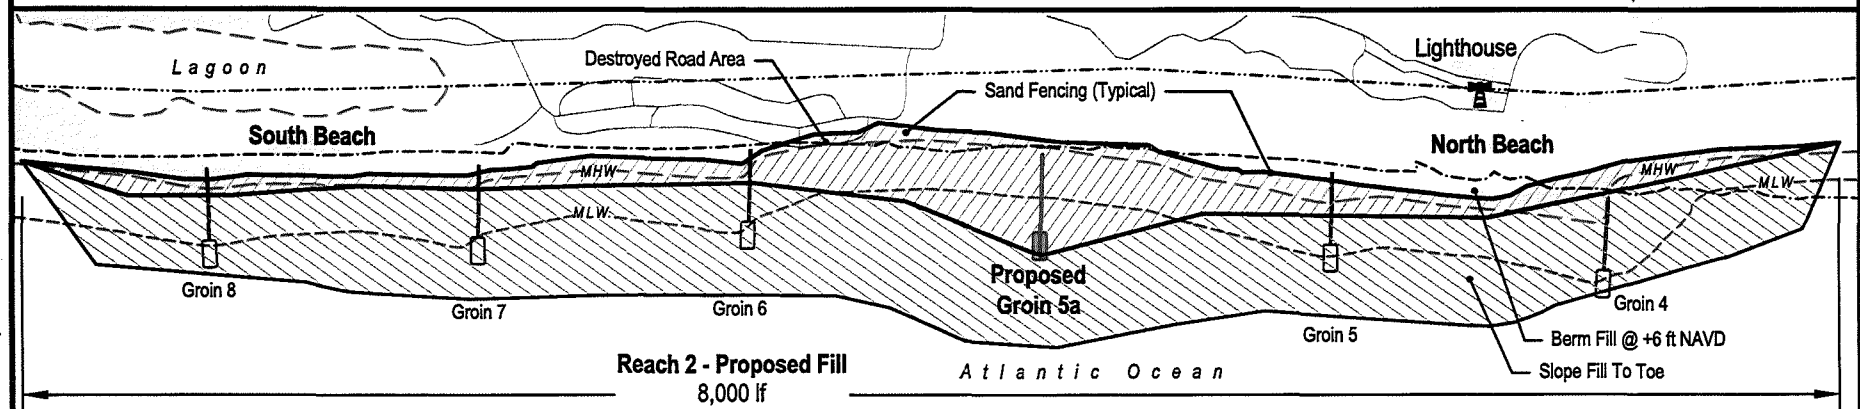 Lagoon
Destroyed Road Area
Lighthouse
Sand Fencing (Typical)
South Beach
North Beach
MHW
MHW
MLW
MLW
Groin 8
Groin 7
Groin 6
Proposed
Groin 5a
Groin 5
Groin 4
Berm Fill @ +6 ft NAVD
Slope Fill To Toe
Reach 2 - Proposed Fill
8,000 lf
Atlantic Ocean